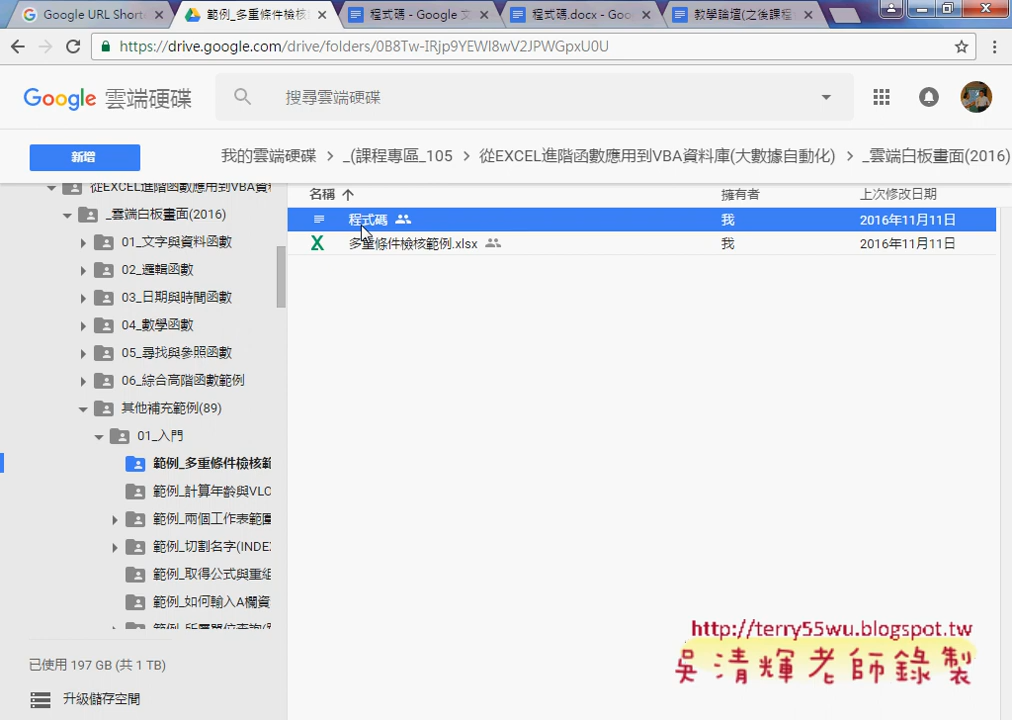 Google URL Short
範例_多重條件檢核
程式碼 - Google 文
程式碼.docx - Goo
教學論壇(之後課程
https://drive.google.com/drive/folders/0B8Tw-IRjp9YEWl8wV2JPWGpxU0U
Google 雲端硬碟
搜尋雲端硬碟
新增
我的雲端硬碟 > _(課程專區_105 > 從EXCEL進階函數應用到VBA資料庫(大數據自動化) > _雲端白板畫面(2016)
從EXCEL進階函數應用到VBA資料
_雲端白板畫面(2016)
01_文字與資料函數
02_邏輯函數
03_日期與時間函數
04_數學函數
05_尋找與參照函數
06_綜合高階函數範例
其他補充範例(89)
01_入門
範例_多重條件檢核範
範例_計算年齡與VLO
範例_兩個工作表範圍
範例_切割名字(INDE
範例_取得公式與重組
範例_如何輸入A欄資
範例_所屬單位查詢(
已使用 197 GB (共 1 TB)
升級儲存空間
名稱 擁有者 上次修改日期
程式碼 我 2016年11月11日
多重條件檢核範例.xlsx 我 2016年11月11日
http://terry55wu.blogspot.tw
吳清輝老師錄製